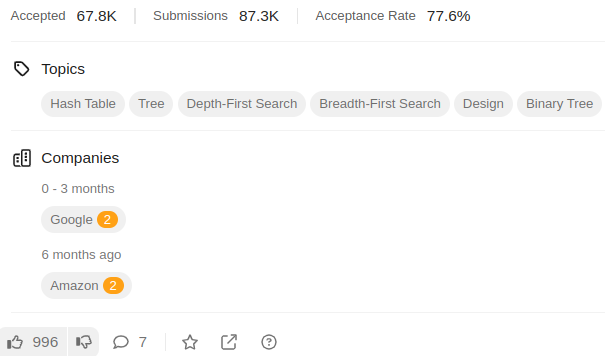 Accepted 67.8K Submissions 87.3K Acceptance Rate 77.6%
Topics
Hash Table Tree Depth-First Search Breadth-First Search Design Binary Tree
Companies
0 - 3 months
Google 2
6 months ago
Amazon 2
996 7